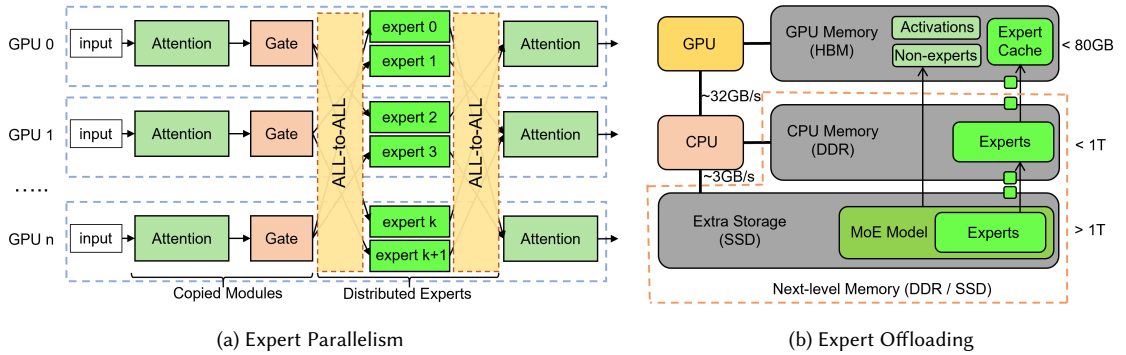 GPU 0
input
Attention
Gate
ALL-to-ALL
expert 0
expert 1
ALL-to-ALL
Attention
GPU 1
input
Attention
Gate
expert 2
expert 3
Attention
.....
GPU n
input
Attention
Gate
expert k
expert k+1
Attention
Copied Modules
Distributed Experts
(a) Expert Parallelism
GPU
GPU Memory
(HBM)
Activations
Non-experts
Expert
Cache
< 80GB
~32GB/s
CPU
CPU Memory
(DDR)
Experts
< 1T
~3GB/s
Extra Storage
(SSD)
MoE Model
Experts
> 1T
Next-level Memory (DDR / SSD)
(b) Expert Offloading